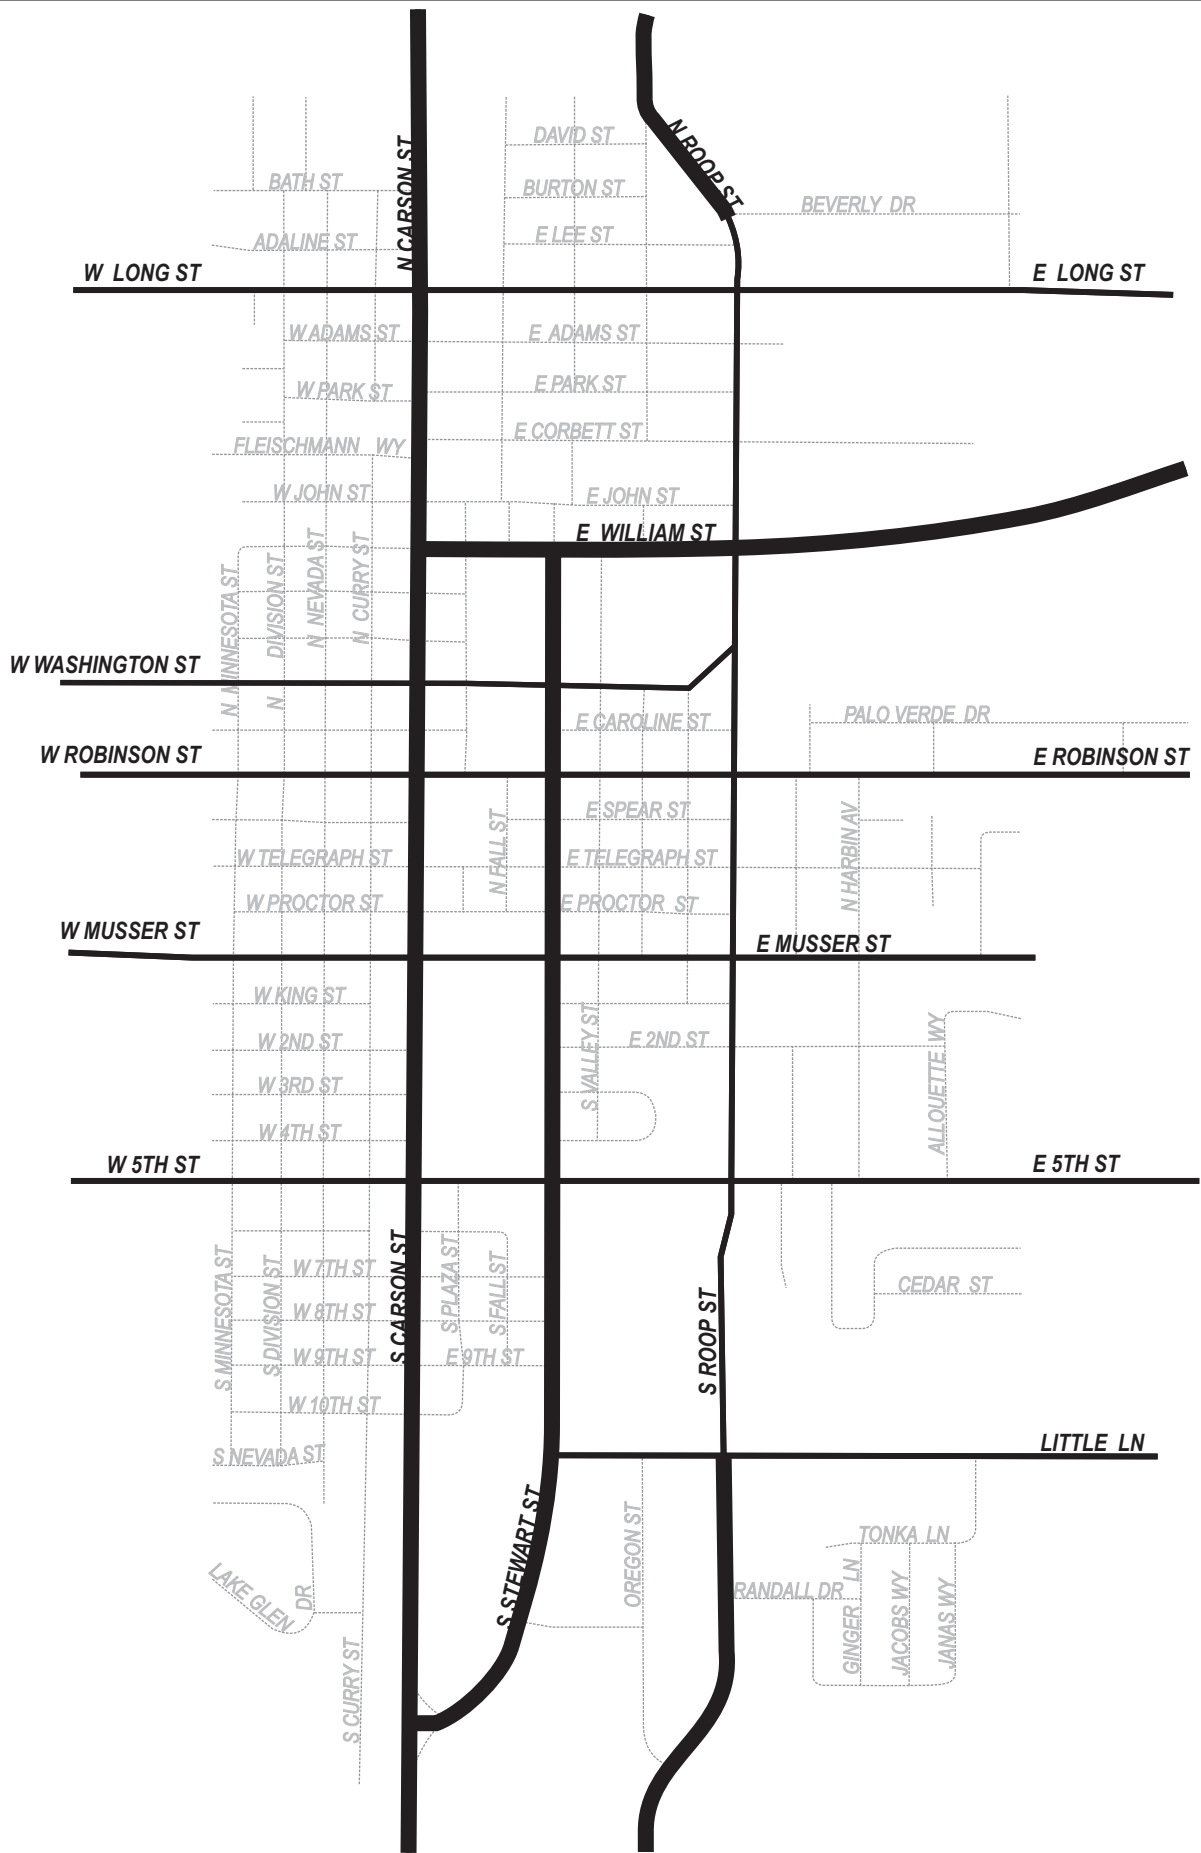 DAVID ST
N CARSON ST
N ROOP ST
BATH ST
BURTON ST
BEVERLY DR
ADALINE ST
E LEE ST
W LONG ST
E LONG ST
W ADAMS ST
E ADAMS ST
W PARK ST
E PARK ST
E CORBETT ST
FLEISCHMANN WY
W JOHN ST
E JOHN ST
E WILLIAM ST
N MINNESOTA ST
N DIVISION ST
N NEVADA ST
N CURRY ST
W WASHINGTON ST
E CAROLINE ST
PALO VERDE DR
W ROBINSON ST
E ROBINSON ST
N FALL ST
E SPEAR ST
N HARBIN AV
W TELEGRAPH ST
E TELEGRAPH ST
W PROCTOR ST
E PROCTOR ST
W MUSSER ST
E MUSSER ST
W KING ST
S VALLEY ST
ALLOUETTE WY
W 2ND ST
E 2ND ST
W 3RD ST
W 4TH ST
W 5TH ST
E 5TH ST
S MINNESOTA ST
S DIVISION ST
W 7TH ST
S CARSON ST
S PLAZA ST
S FALL ST
S ROOP ST
CEDAR ST
W 8TH ST
W 9TH ST
E 9TH ST
W 10TH ST
S NEVADA ST
LITTLE LN
S STEWART ST
OREGON ST
TONKA LN
LAKE GLEN DR
RANDALL DR
GINGER LN
JACOBS WY
JANAS WY
S CURRY ST